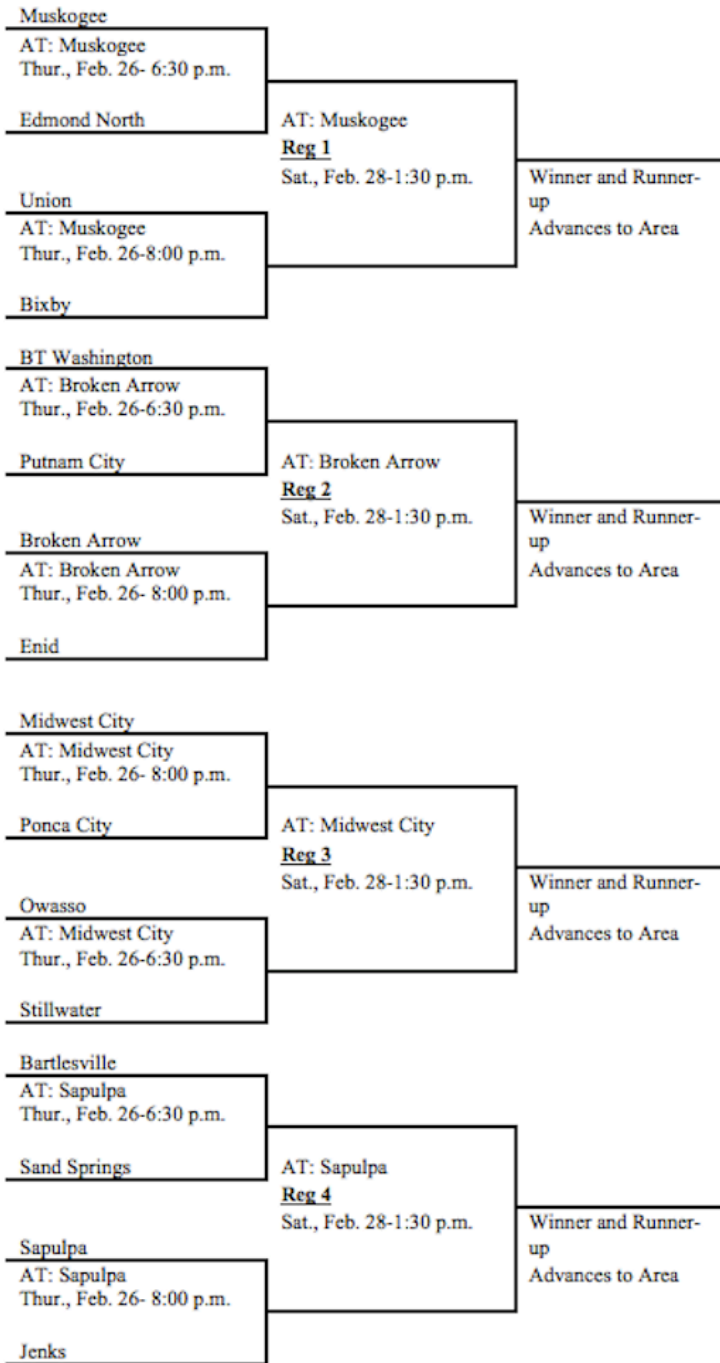 Muskogee
AT: Muskogee
Thur., Feb. 26- 6:30 p.m.
Edmond North
AT: Muskogee
Reg 1
Sat., Feb. 28-1:30 p.m.
Winner and Runner-
up
Advances to Area
Union
AT: Muskogee
Thur., Feb. 26-8:00 p.m.
Bixby
BT Washington
AT: Broken Arrow
Thur., Feb. 26-6:30 p.m.
Putnam City
AT: Broken Arrow
Reg 2
Sat., Feb. 28-1:30 p.m.
Winner and Runner-
up
Advances to Area
Broken Arrow
AT: Broken Arrow
Thur., Feb. 26- 8:00 p.m.
Enid
Midwest City
AT: Midwest City
Thur., Feb. 26- 8:00 p.m.
Ponca City
AT: Midwest City
Reg 3
Sat., Feb. 28-1:30 p.m.
Winner and Runner-
up
Advances to Area
Owasso
AT: Midwest City
Thur., Feb. 26-6:30 p.m.
Stillwater
Bartlesville
AT: Sapulpa
Thur., Feb. 26-6:30 p.m.
Sand Springs
AT: Sapulpa
Reg 4
Sat., Feb. 28-1:30 p.m.
Winner and Runner-
up
Advances to Area
Sapulpa
AT: Sapulpa
Thur., Feb. 26- 8:00 p.m.
Jenks